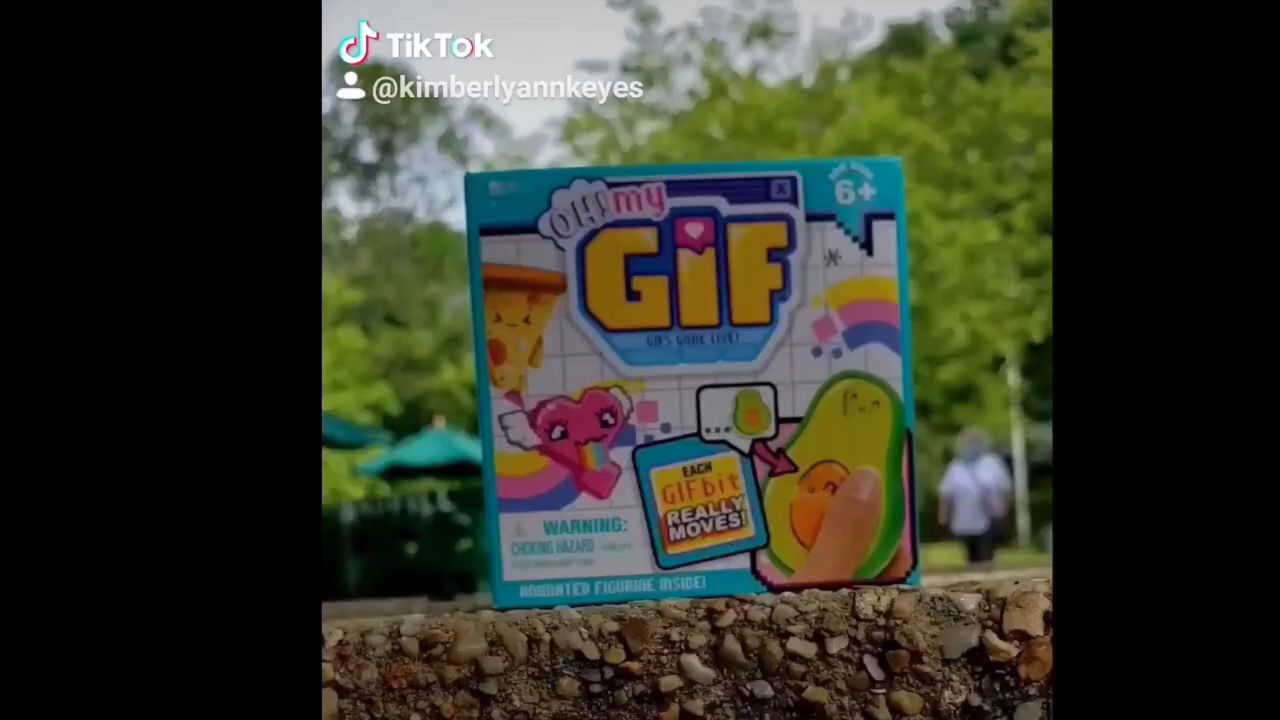 TikTok
@kimberlyannkeyes
OH! my
GIF
GIFS GONE LIVE!
6+
X
EACH
GIFbit
REALLY
MOVES!
WARNING:
CHOKING HAZARD
ANIMATED FIGURINE INSIDE!